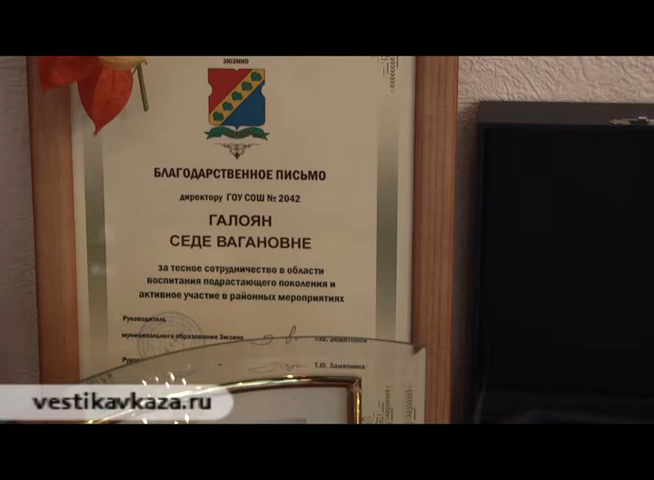 ЗЮЗИНО
БЛАГОДАРСТВЕННОЕ ПИСЬМО
директору ГОУ СОШ № 2042
ГАЛОЯН
СЕДЕ ВАГАНОВНЕ
за тесное сотрудничество в области
воспитания подрастающего поколения и
активное участие в районных мероприятиях
Руководитель
муниципального образования Зюзино
Т.Ю. Замятнина
vestikavkaza.ru